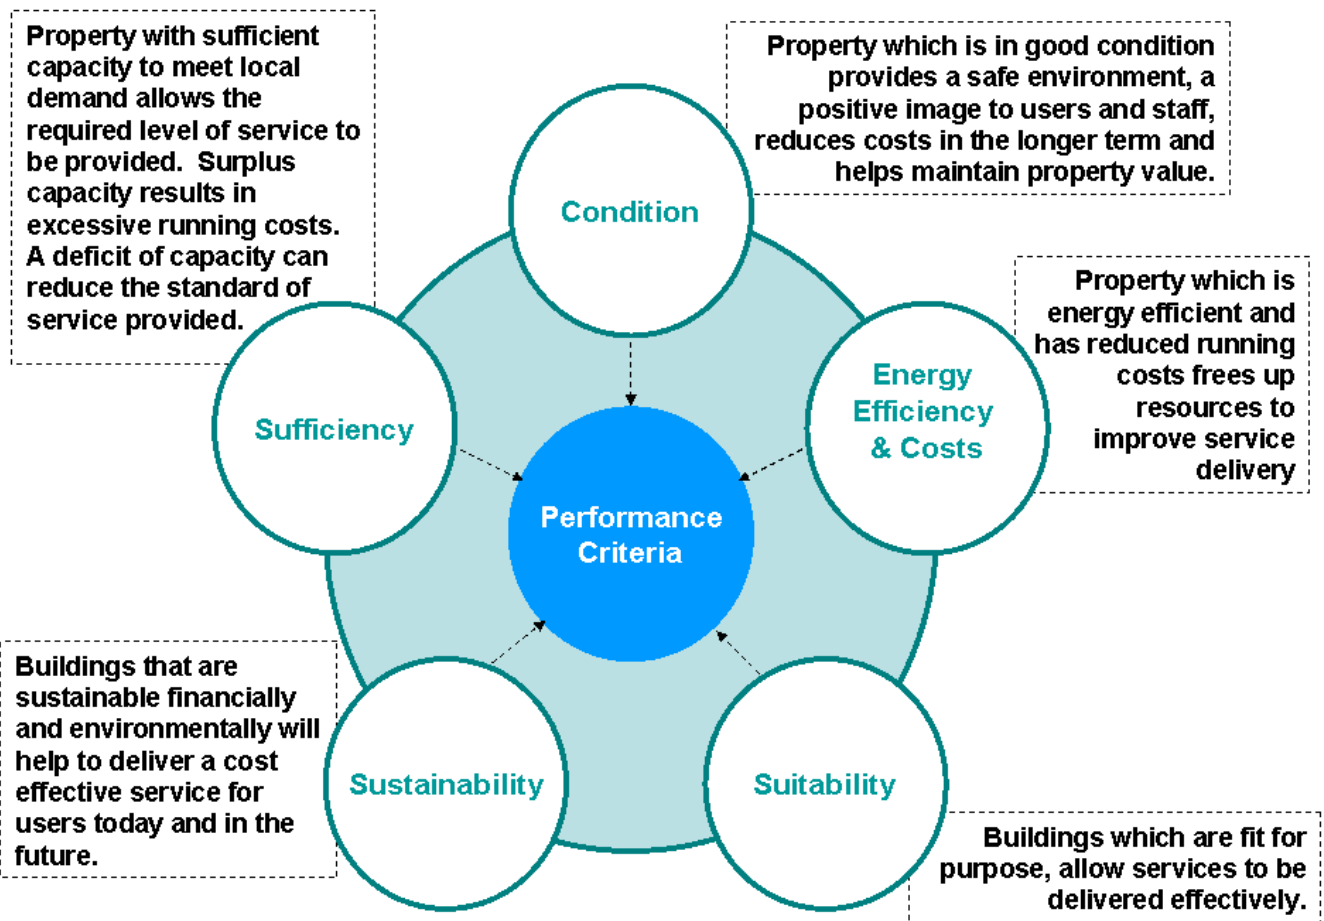 Property with sufficient
capacity to meet local
demand allows the
required level of service to
be provided.  Surplus
capacity results in
excessive running costs.
A deficit of capacity can
reduce the standard of
service provided.
Property which is in good condition
provides a safe environment, a
positive image to users and staff,
reduces costs in the longer term and
helps maintain property value.
Condition
Property which is
energy efficient and
has reduced running
costs frees up
resources to
improve service
delivery
Energy
Efficiency
& Costs
Sufficiency
Performance
Criteria
Buildings that are
sustainable financially
and environmentally will
help to deliver a cost
effective service for
users today and in the
future.
Sustainability
Suitability
Buildings which are fit for
purpose, allow services to be
delivered effectively.